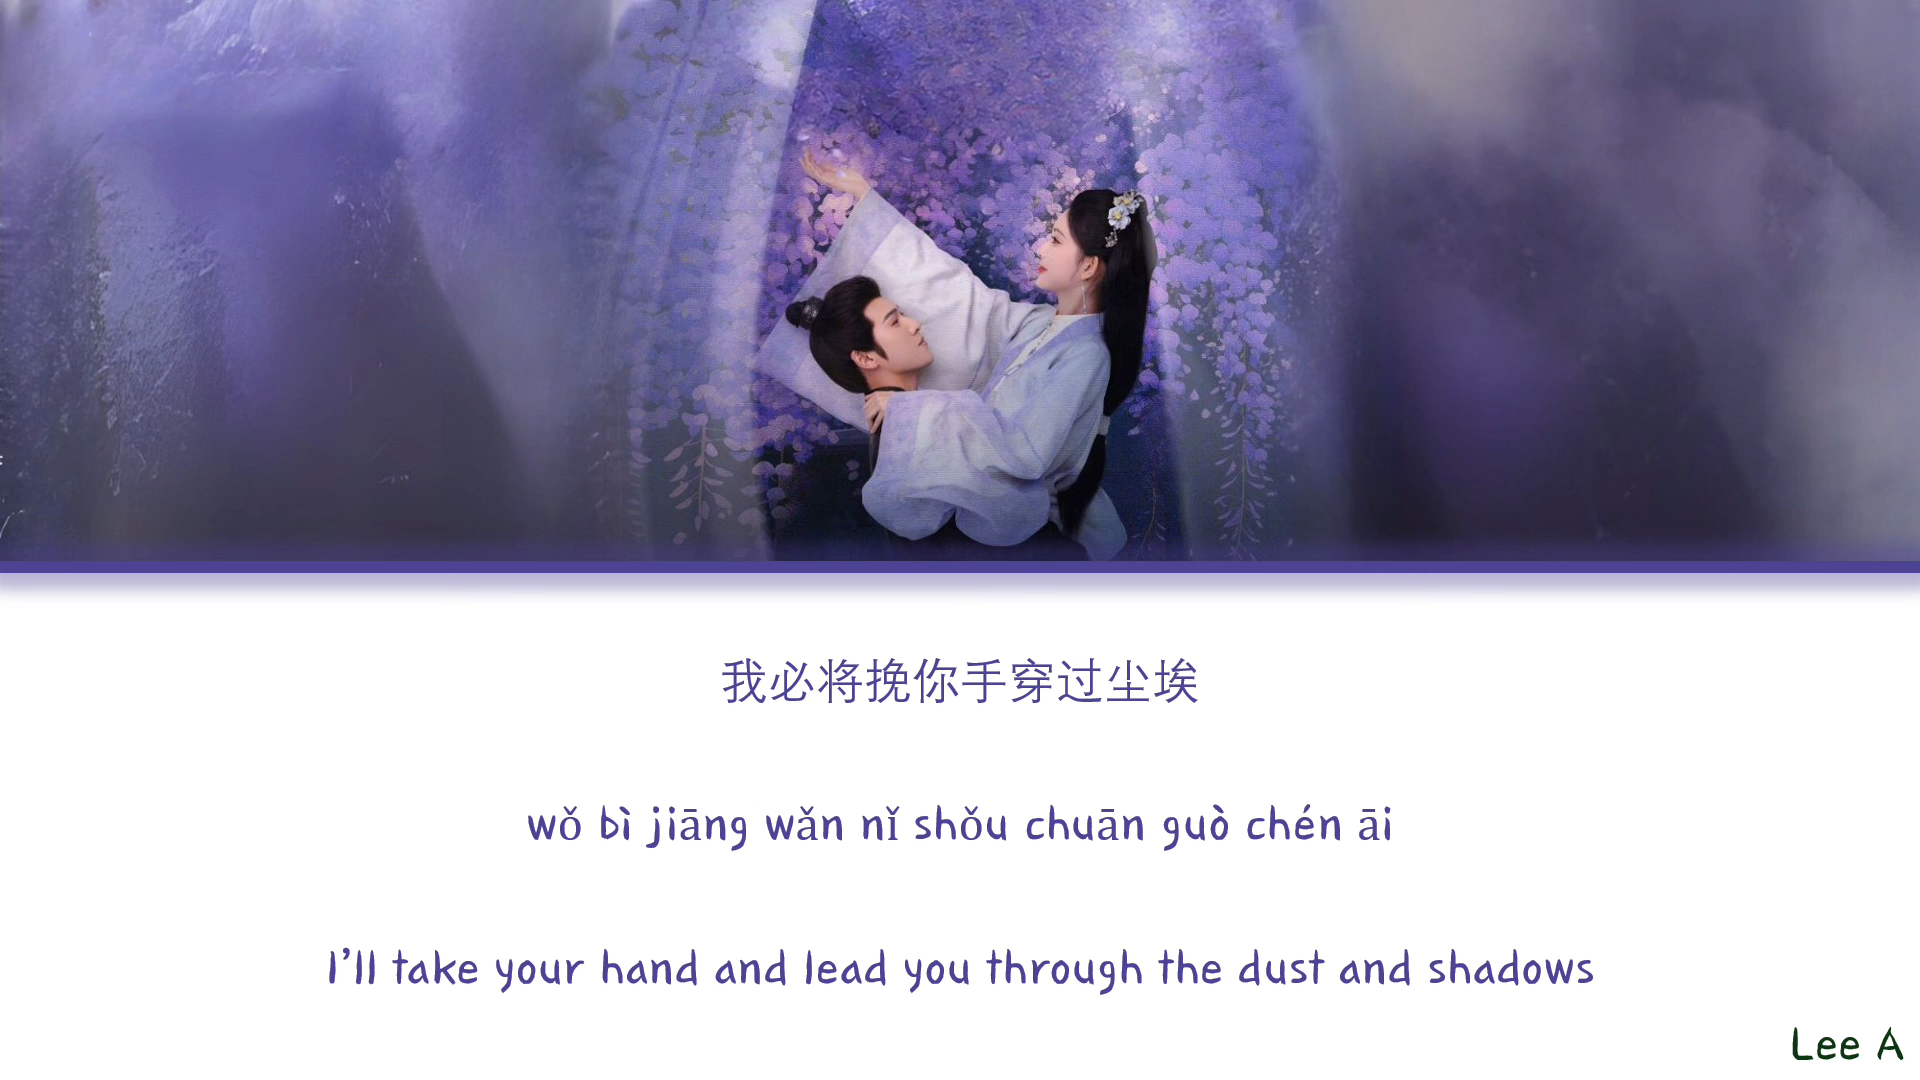 我必将挽你手穿过尘埃
wǒ bì jiāng wǎn nǐ shǒu chuān guò chén āi
I'll take your hand and lead you through the dust and shadows
Lee A